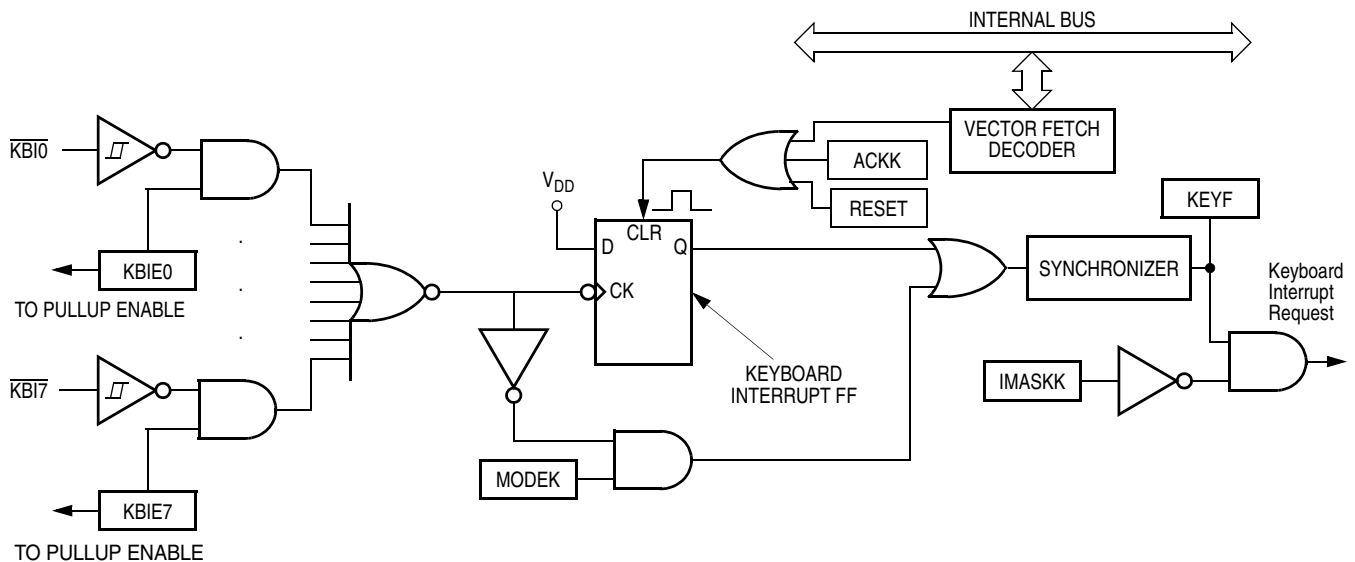 INTERNAL BUS
VECTOR FETCH
DECODER
ACKK
RESET
KBI0
KBIE0
TO PULLUP ENABLE
KBI7
KBIE7
TO PULLUP ENABLE
VDD
D
CLR
Q
CK
KEYBOARD
INTERRUPT FF
MODEK
SYNCHRONIZER
KEYF
IMASKK
Keyboard
Interrupt
Request